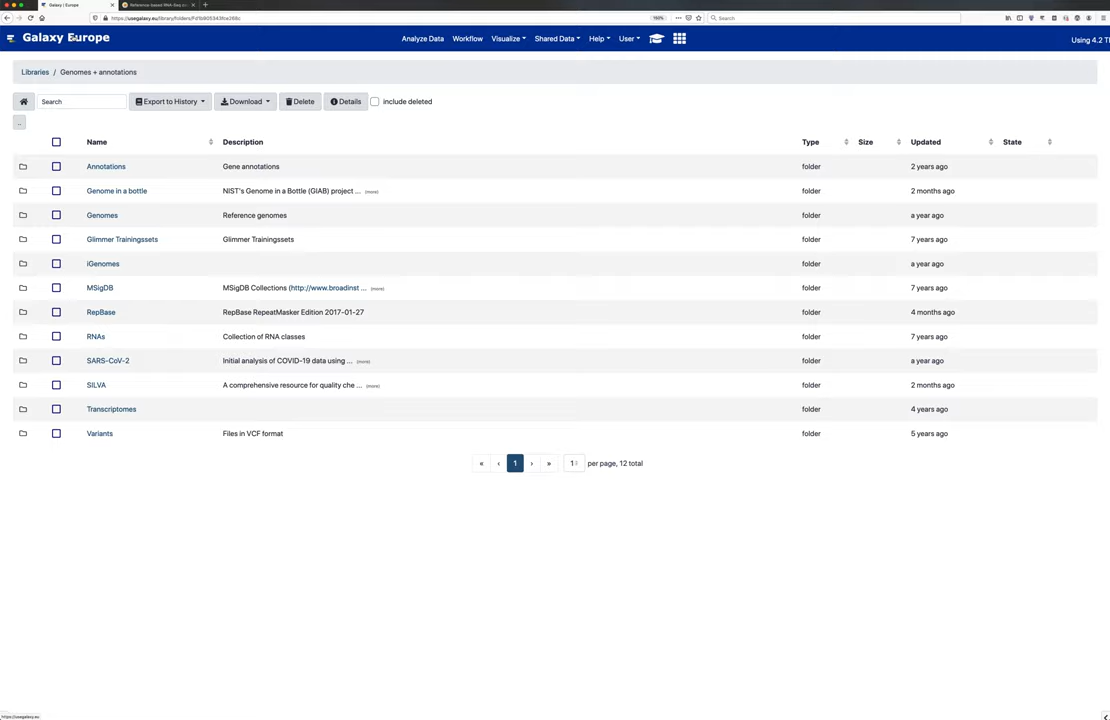 Galaxy | Europe
Reference-based RNA-Seq
https://usegalaxy.eu/library/folders/
Search
Galaxy Europe
Analyze Data Workflow Visualize Shared Data Help User
Using 4.2
Libraries / Genomes + annotations
Search Export to History Download Delete Details include deleted
..
Name Description Type Size Updated State
Annotations Gene annotations folder 2 years ago
Genome in a bottle NIST's Genome in a Bottle (GIAB) project ... (more) folder 2 months ago
Genomes Reference genomes folder a year ago
Glimmer Trainingssets Glimmer Trainingssets folder 7 years ago
iGenomes folder a year ago
MSigDB MSigDB Collections (http://www.broadinst ... (more) folder 7 years ago
RepBase RepBase RepeatMasker Edition 2017-01-27 folder 4 months ago
RNAs Collection of RNA classes folder 7 years ago
SARS-CoV-2 Initial analysis of COVID-19 data using ... (more) folder a year ago
SILVA A comprehensive resource for quality che ... (more) folder 2 months ago
Transcriptomes folder 4 years ago
Variants Files in VCF format folder 5 years ago
« ‹ 1 › » per page, 12 total
https://usegalaxy.eu